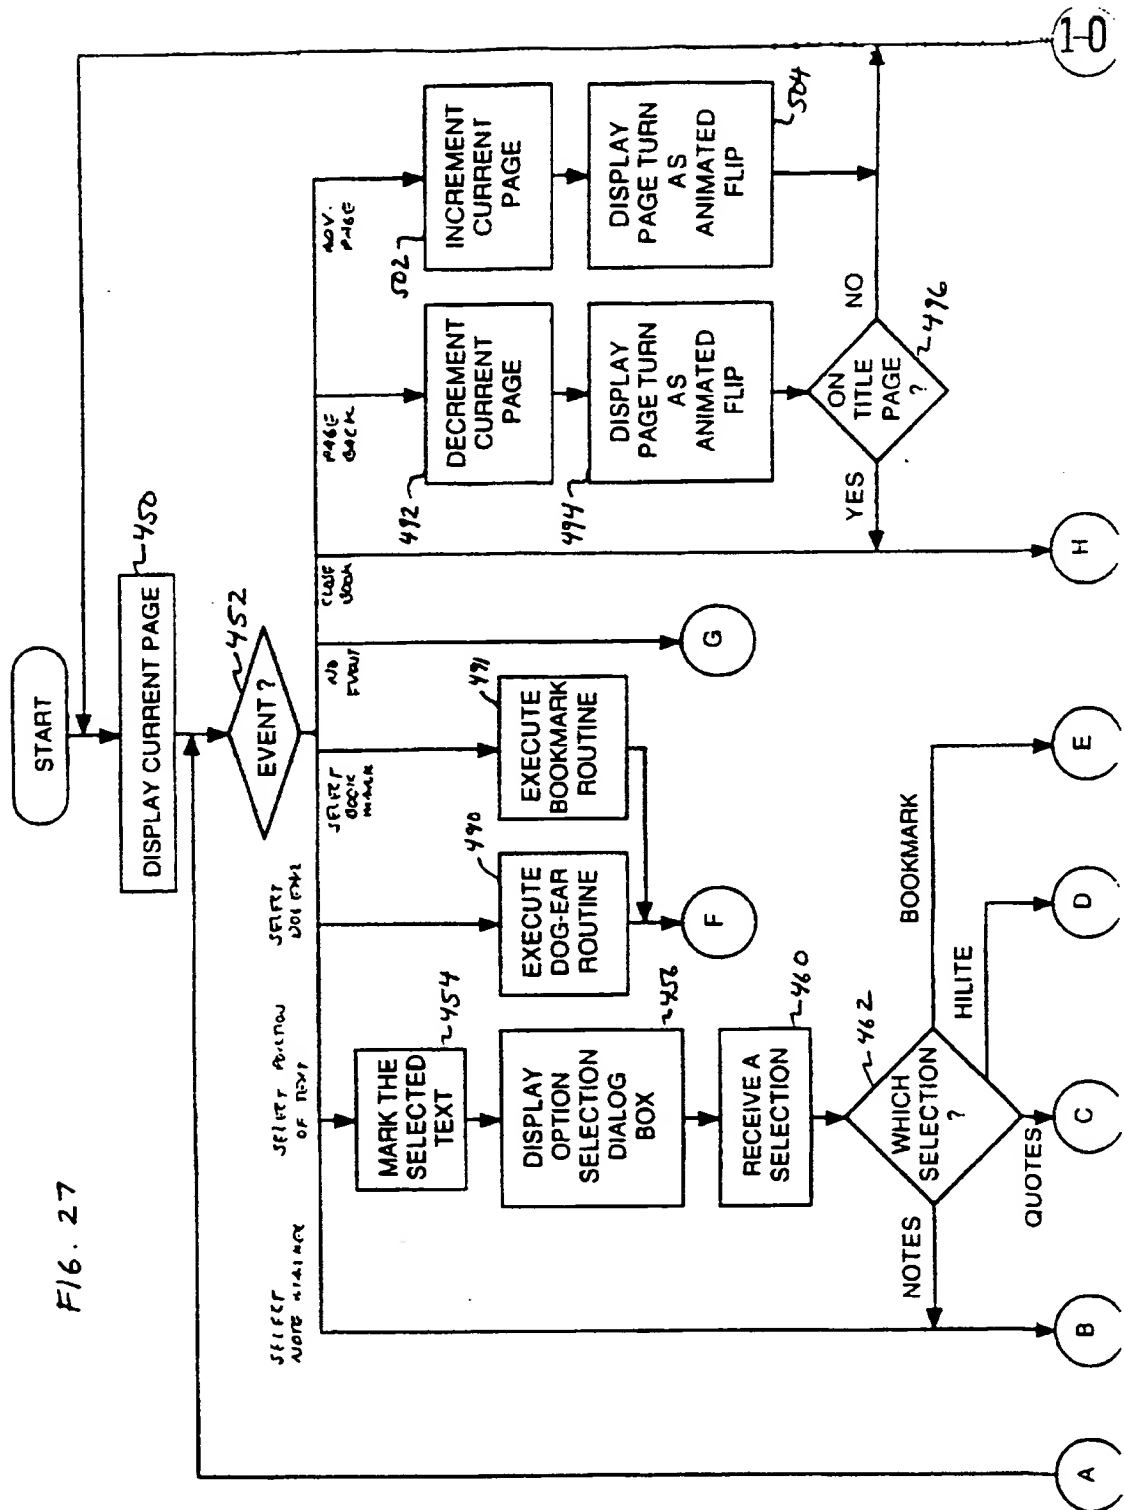 FIG. 27
START
DISPLAY CURRENT PAGE
450
EVENT ?
452
SELECT
NOTE MARKER
SELECT PORTION
OF TEXT
SELECT
DOG EARS
SELECT
BOOK
MARK
NO
EVENT
CLOSE
BOOK
PAGE
BACK
ADV.
PAGE
MARK THE
SELECTED
TEXT
454
DISPLAY
OPTION
SELECTION
DIALOG
BOX
RECEIVE A
SELECTION
460
WHICH
SELECTION
?
462
NOTES
QUOTES
HILITE
BOOKMARK
EXECUTE
DOG-EAR
ROUTINE
490
EXECUTE
BOOKMARK
ROUTINE
491
DECREMENT
CURRENT
PAGE
492
DISPLAY
PAGE TURN
AS
ANIMATED
FLIP
494
ON
TITLE
PAGE
?
496
YES
NO
INCREMENT
CURRENT
PAGE
502
DISPLAY
PAGE TURN
AS
ANIMATED
FLIP
504
A
B
C
D
E
F
G
H
1-0